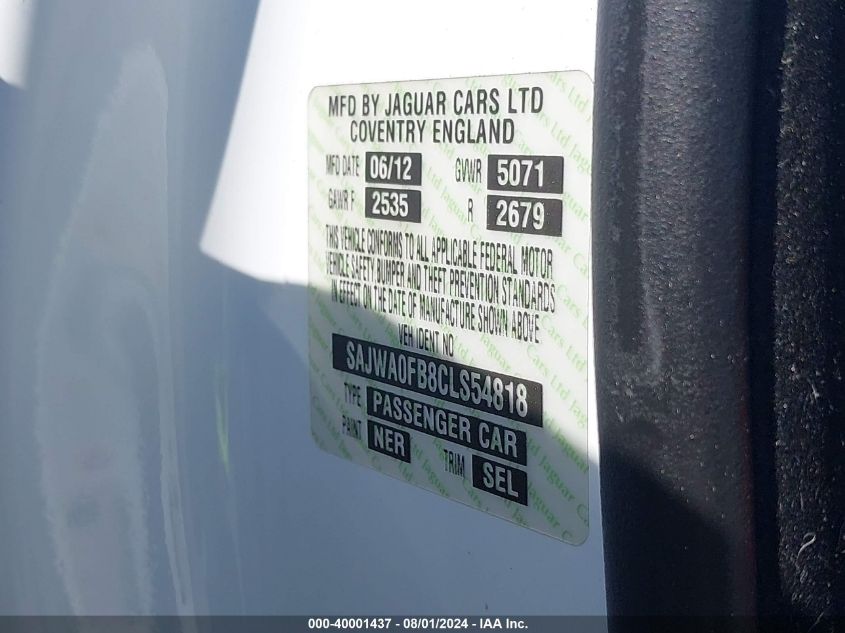 MFD BY JAGUAR CARS LTD
COVENTRY ENGLAND
MFD DATE 06/12 GVWR 5071
GAWR F 2535 R 2679
THIS VEHICLE CONFORMS TO ALL APPLICABLE FEDERAL MOTOR
VEHICLE SAFETY, BUMPER AND THEFT PREVENTION STANDARDS
IN EFFECT ON THE DATE OF MANUFACTURE SHOWN ABOVE
VEH IDENT NO
SAJWA0FB8CLS54818
TYPE PASSENGER CAR
PAINT NER TRIM SEL
000-40001437 - 08/01/2024 - IAA Inc.